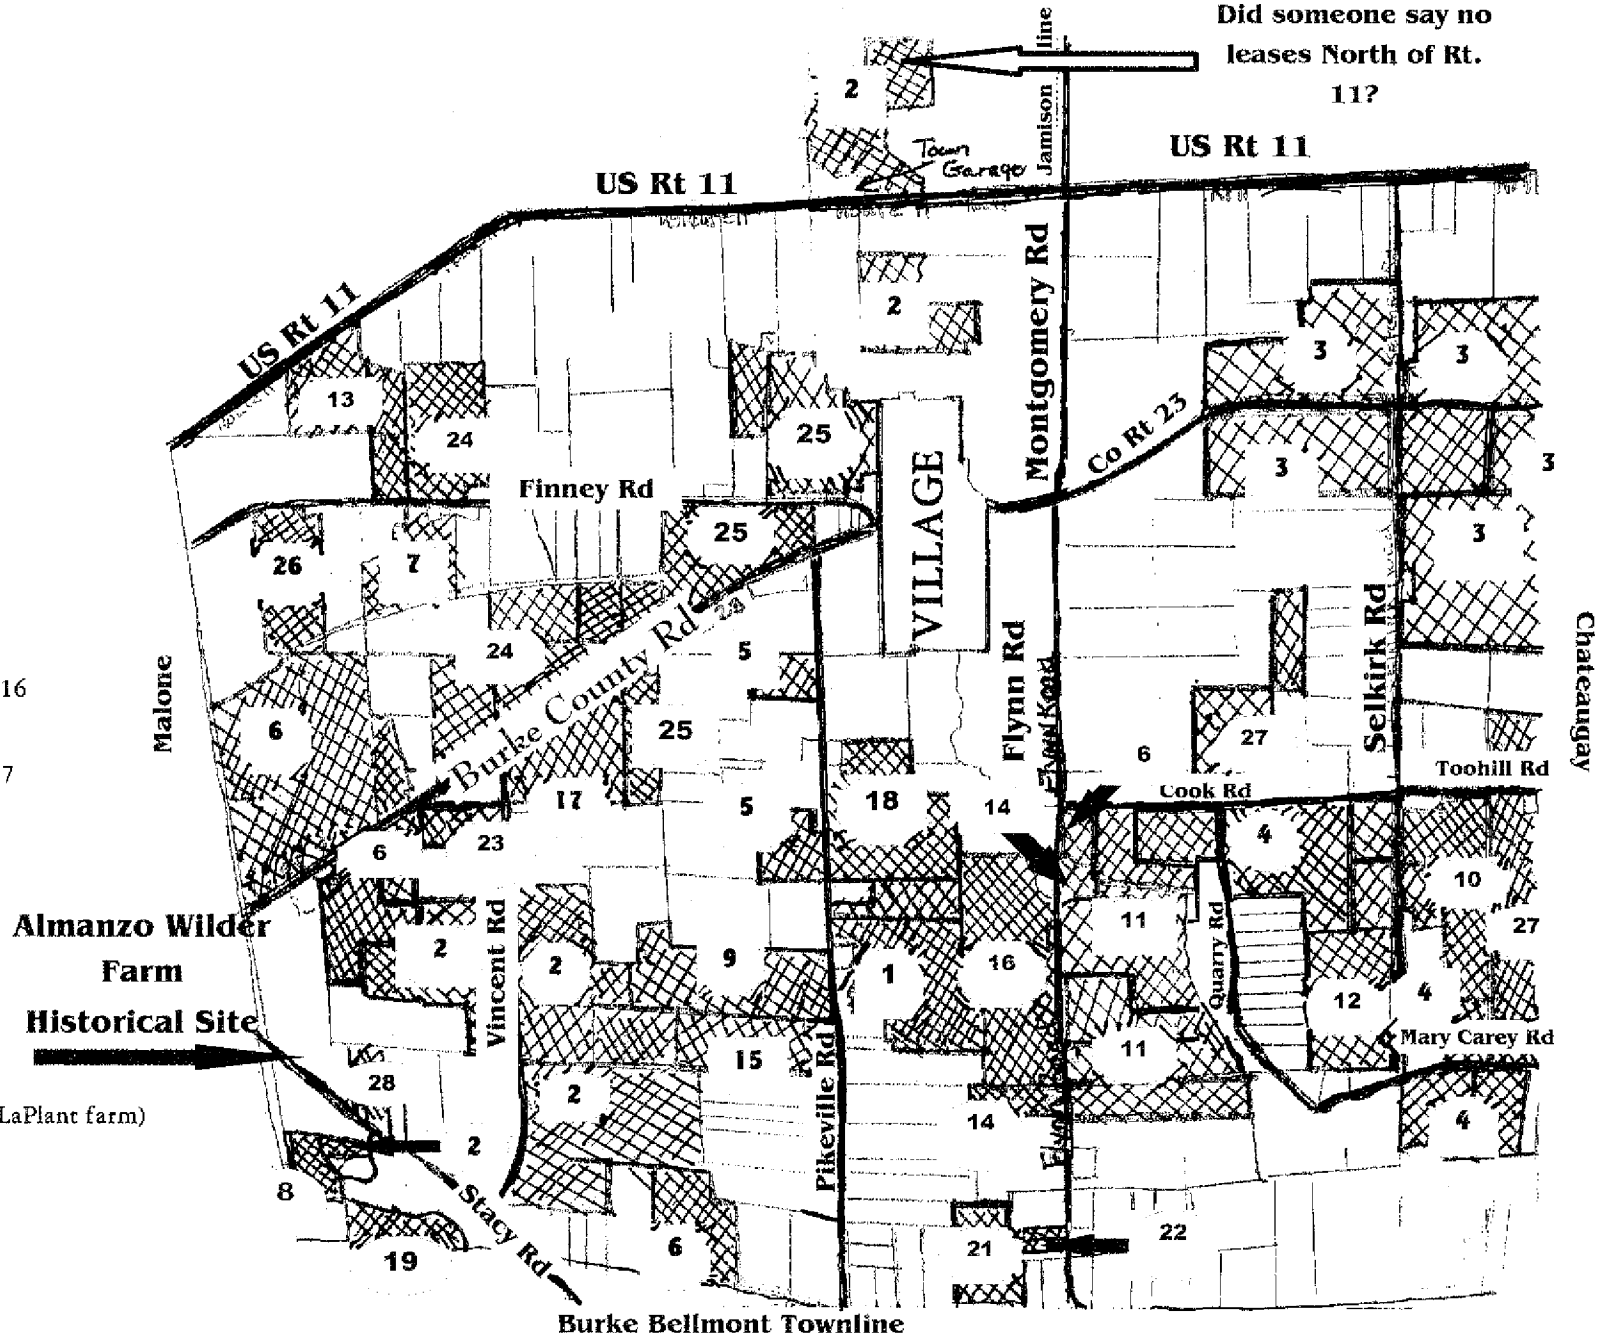 Did someone say no
leases North of Rt.
11?
Jamison line
2
Town
Garage
US Rt 11
US Rt 11
US Rt 11
Montgomery Rd
2
3
3
13
24
25
Co Rt 23
3
3
VILLAGE
Finney Rd
25
3
26
7
24
5
Burke County Rd
Flynn Rd
Selkirk Rd
Chateaugay
16
Malone
6
25
6
27
7
Toohill Rd
Cook Rd
17
5
18
14
4
23
6
10
11
27
Almanzo Wilder
Farm
Historical Site
2
Vincent Rd
2
9
1
16
Quarry Rd
12
4
Mary Carey Rd
15
11
28
2
LaPlant farm)
Pikeville Rd
14
4
2
8
Stacy Rd
19
6
21
22
Burke Bellmont Townline